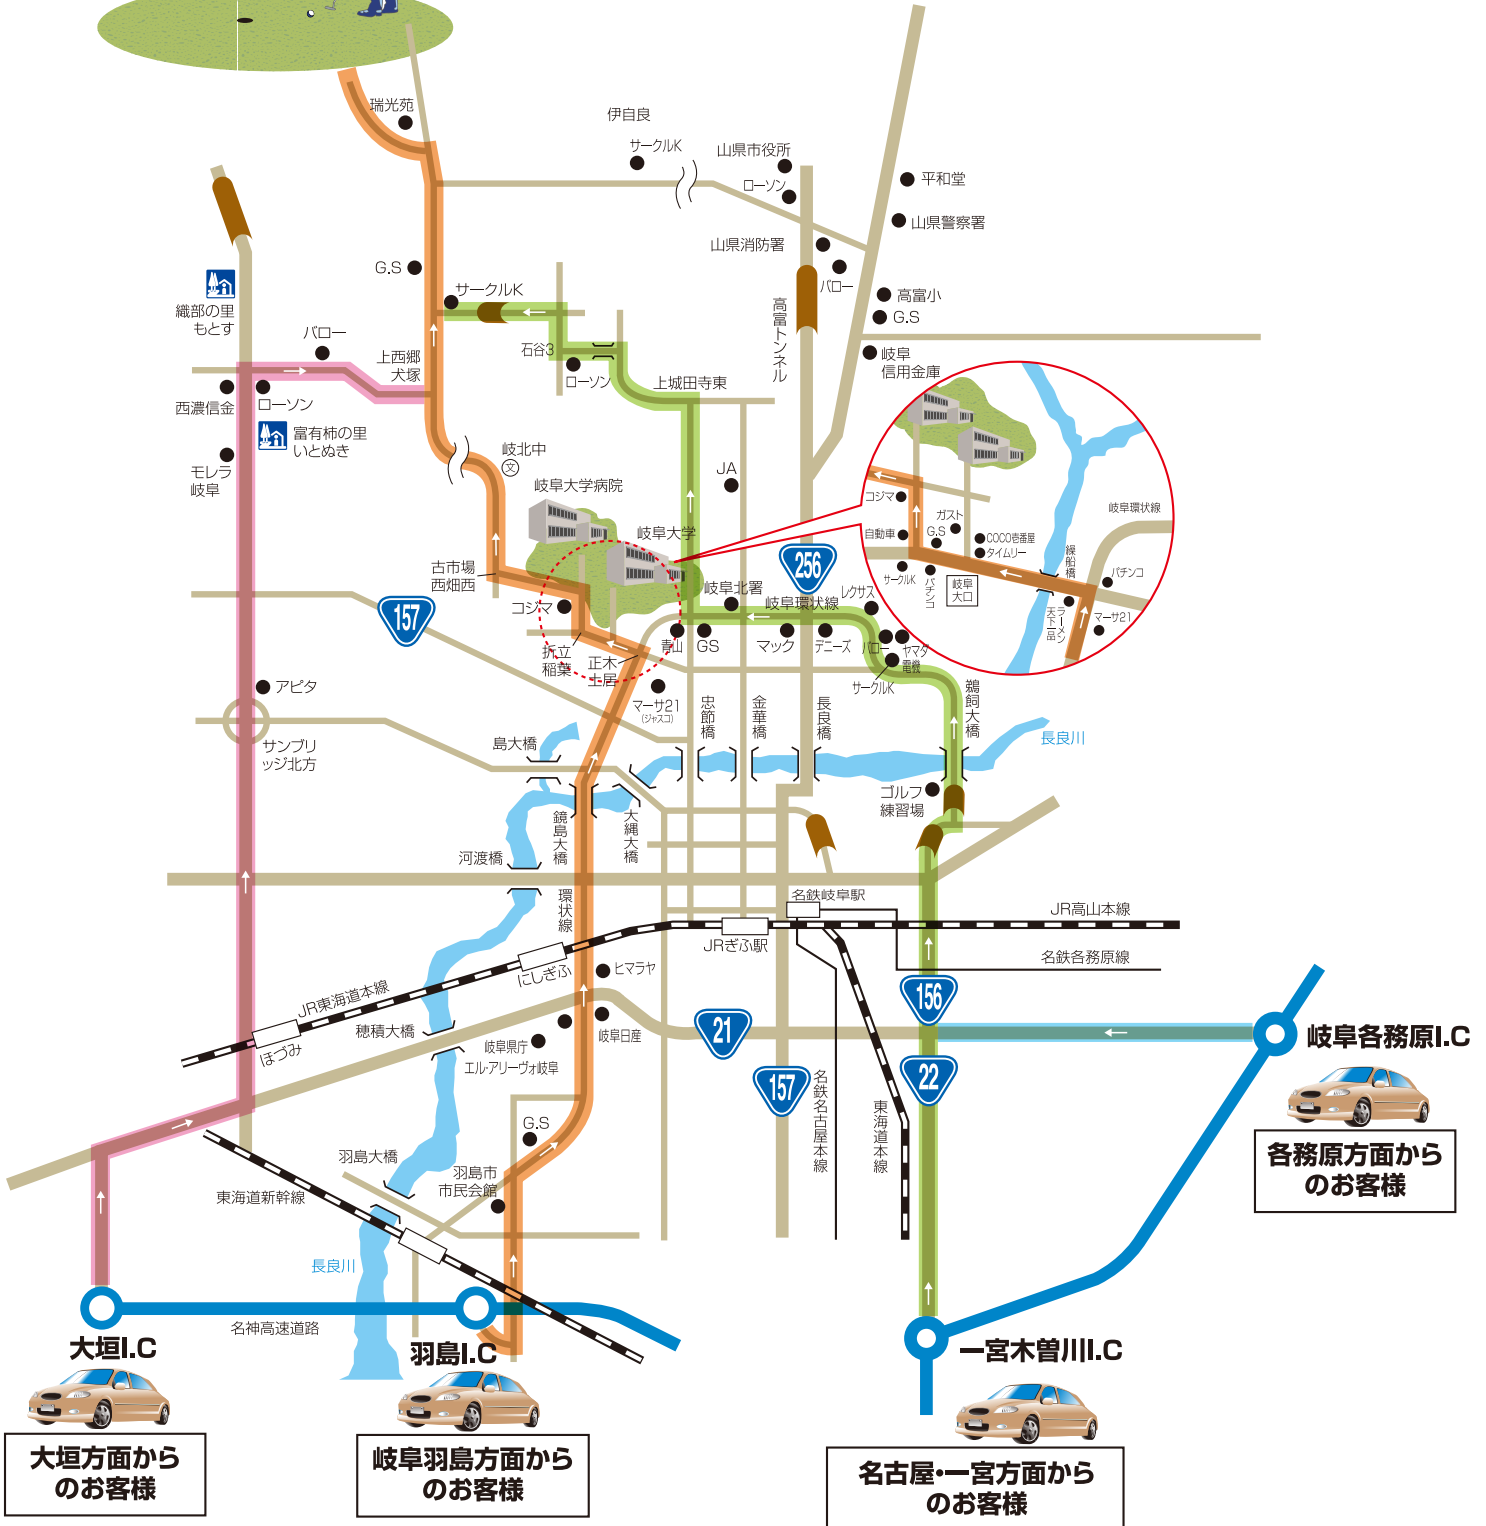 瑞光苑
伊自良
サークルK
山県市役所
ローソン
平和堂
山県警察署
山県消防署
バロー
G.S
サークルK
高富小
G.S
高富トンネル
織部の里
もとす
バロー
上西郷
犬塚
石谷3
ローソン
岐阜
信用金庫
上城田寺東
西濃信金
ローソン
富有柿の里
いとぬき
モレラ
岐阜
岐北中
文
JA
岐阜大学病院
岐阜大学
コジマ
ガスト
岐阜環状線
自動車
G.S
COCO壱番屋
タイムリー
繰船橋
サークルK
パチンコ
岐阜
大口
パチンコ
ラーメン
天下一品
マーサ21
256
古市場
西畑西
157
コジマ
岐阜北署
岐阜環状線
レクサス
青山
GS
マック
デニーズ
バロー
ヤマダ
電機
サークルK
折立
稲葉
正木
土居
アピタ
マーサ21
(ジャスコ)
忠節橋
金華橋
長良橋
鵜飼大橋
長良川
サンブリ
ッジ北方
島大橋
ゴルフ
練習場
鏡島大橋
大縄大橋
河渡橋
環状線
名鉄岐阜駅
JR高山本線
JRぎふ駅
名鉄各務原線
にしぎふ
ヒマラヤ
JR東海道本線
穂積大橋
ほづみ
岐阜県庁
岐阜日産
エル・アリーヴォ岐阜
21
156
岐阜各務原I.C
157
22
名鉄名古屋本線
東海道本線
G.S
羽島大橋
羽島市
市民会館
東海道新幹線
各務原方面から
のお客様
長良川
名神高速道路
大垣I.C
羽島I.C
一宮木曽川I.C
大垣方面から
のお客様
岐阜羽島方面から
のお客様
名古屋・一宮方面から
のお客様